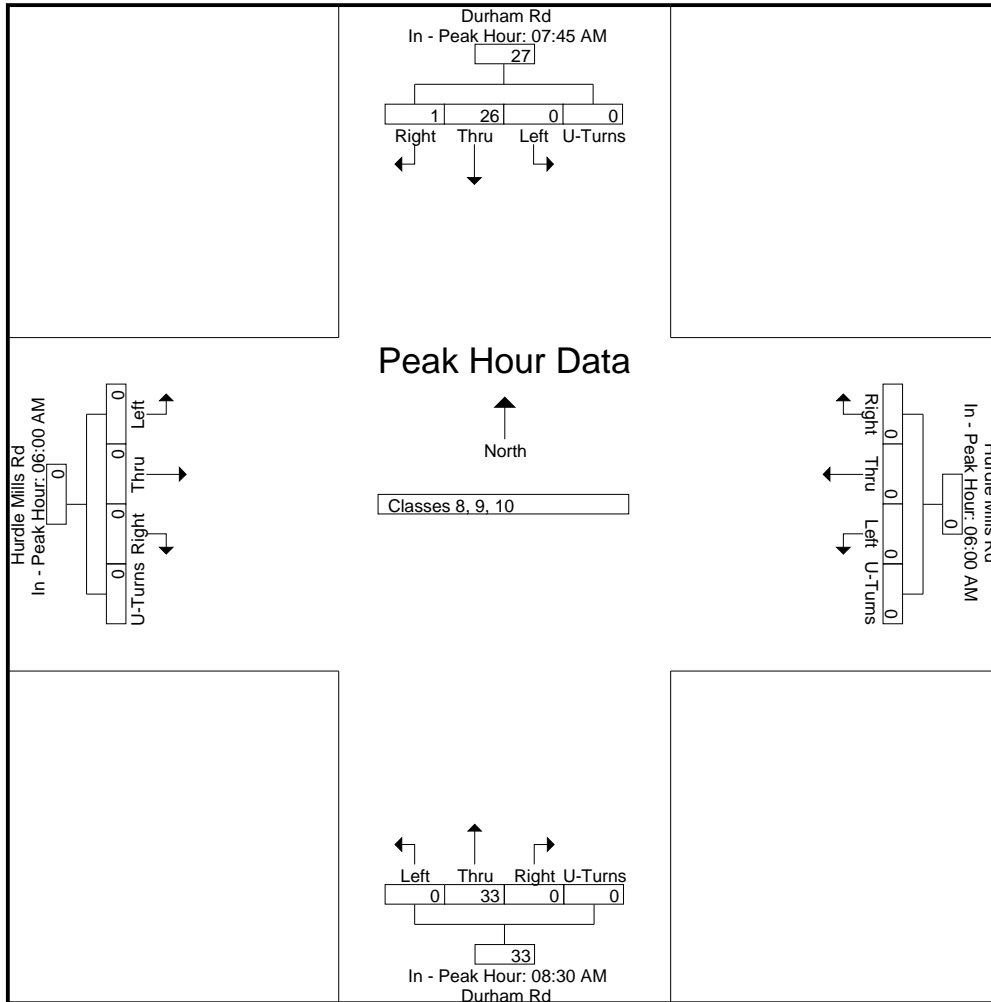 Durham Rd
In - Peak Hour: 07:45 AM
27
1 26 0 0
Right Thru Left U-Turns
Peak Hour Data
North
Classes 8, 9, 10
Hurdle Mills Rd
In - Peak Hour: 06:00 AM
0
0 0 0 0
Left Thru Right U-Turns
Right Thru Left U-Turns
0 0 0 0
0
In - Peak Hour: 06:00 AM
Hurdle Mills Rd
Left Thru Right U-Turns
0 33 0 0
33
In - Peak Hour: 08:30 AM
Durham Rd